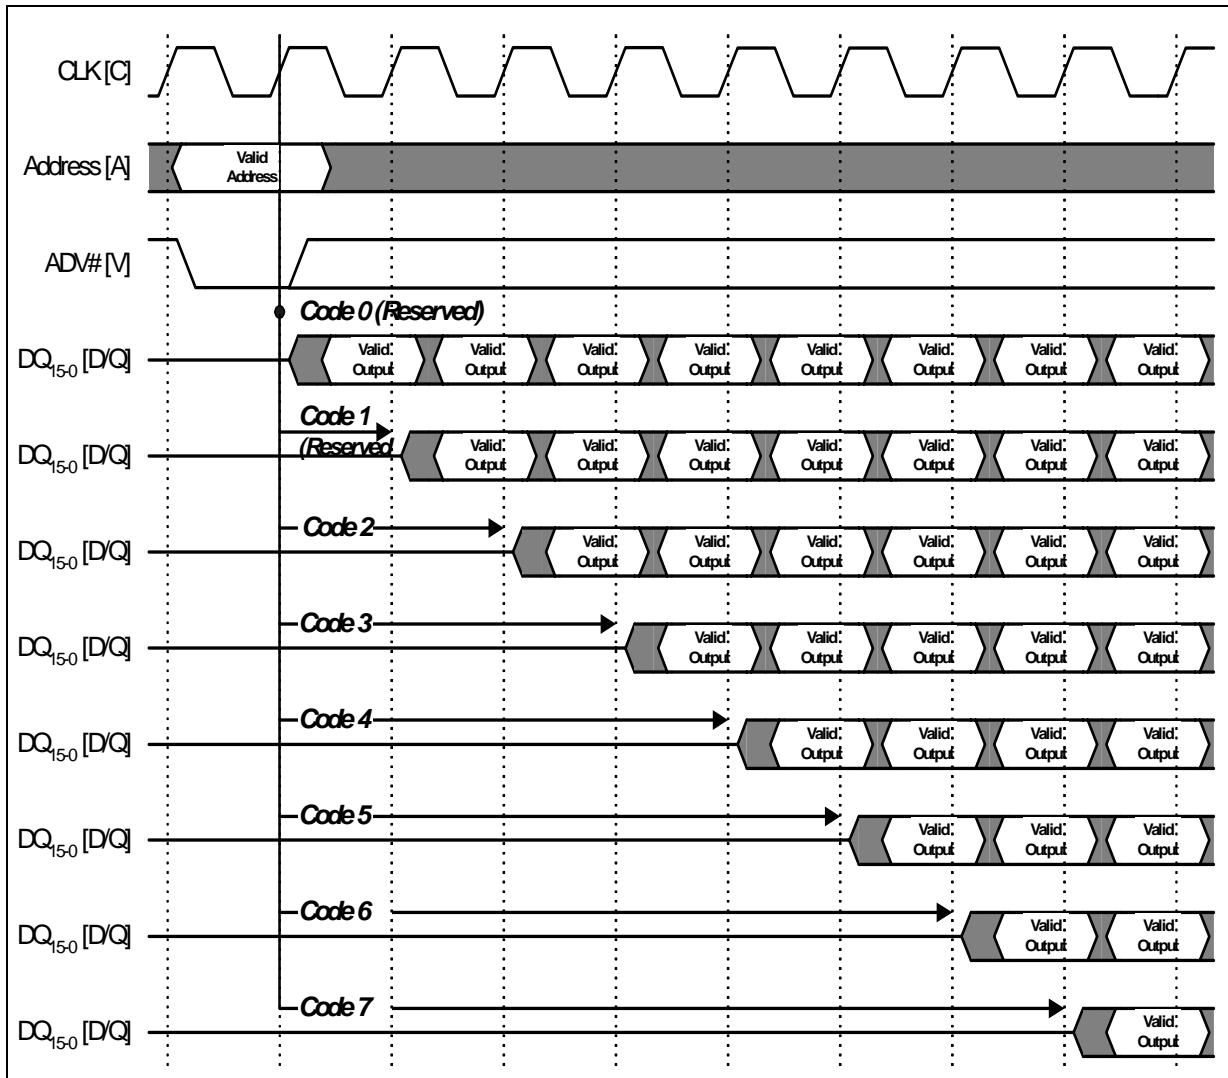 CLK [C]
Address [A]
Valid
Address
ADV# [V]
Code 0 (Reserved)
DQ15-0 [D/Q]
Valid Output Valid Output Valid Output Valid Output Valid Output Valid Output Valid Output Valid Output
Code 1
(Reserved
DQ15-0 [D/Q]
Valid Output Valid Output Valid Output Valid Output Valid Output Valid Output Valid Output
Code 2
DQ15-0 [D/Q]
Valid Output Valid Output Valid Output Valid Output Valid Output Valid Output
Code 3
DQ15-0 [D/Q]
Valid Output Valid Output Valid Output Valid Output Valid Output
Code 4
DQ15-0 [D/Q]
Valid Output Valid Output Valid Output Valid Output
Code 5
DQ15-0 [D/Q]
Valid Output Valid Output Valid Output
Code 6
DQ15-0 [D/Q]
Valid Output Valid Output
Code 7
DQ15-0 [D/Q]
Valid Output